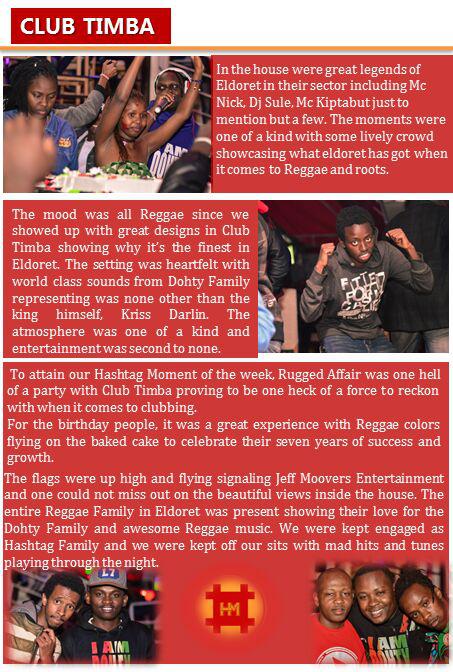 CLUB TIMBA
In the house were great legends of
Eldoret in their sector including Mc
Nick, Dj Sule, Mc Kiptabut just to
mention but a few. The moments were
one of a kind with some lively crowd
showcasing what eldoret has got when
it comes to Reggae and roots.
The mood was all Reggae since we
showed up with great designs in Club
Timba showing why it’s the finest in
Eldoret. The setting was heartfelt with
world class sounds from Dohty Family
representing was none other than the
king himself, Kriss Darlin. The
atmosphere was one of a kind and
entertainment was second to none.
To attain our Hashtag Moment of the week, Rugged Affair was one hell
of a party with Club Timba proving to be one heck of a force to reckon
with when it comes to clubbing.
For the birthday people, it was a great experience with Reggae colors
flying on the baked cake to celebrate their seven years of success and
growth.
The flags were up high and flying signaling Jeff Moovers Entertainment
and one could not miss out on the beautiful views inside the house. The
entire Reggae Family in Eldoret was present showing their love for the
Dohty Family and awesome Reggae music. We were kept engaged as
Hashtag Family and we were kept off our sits with mad hits and tunes
playing through the night.
HM
I AM
I AM